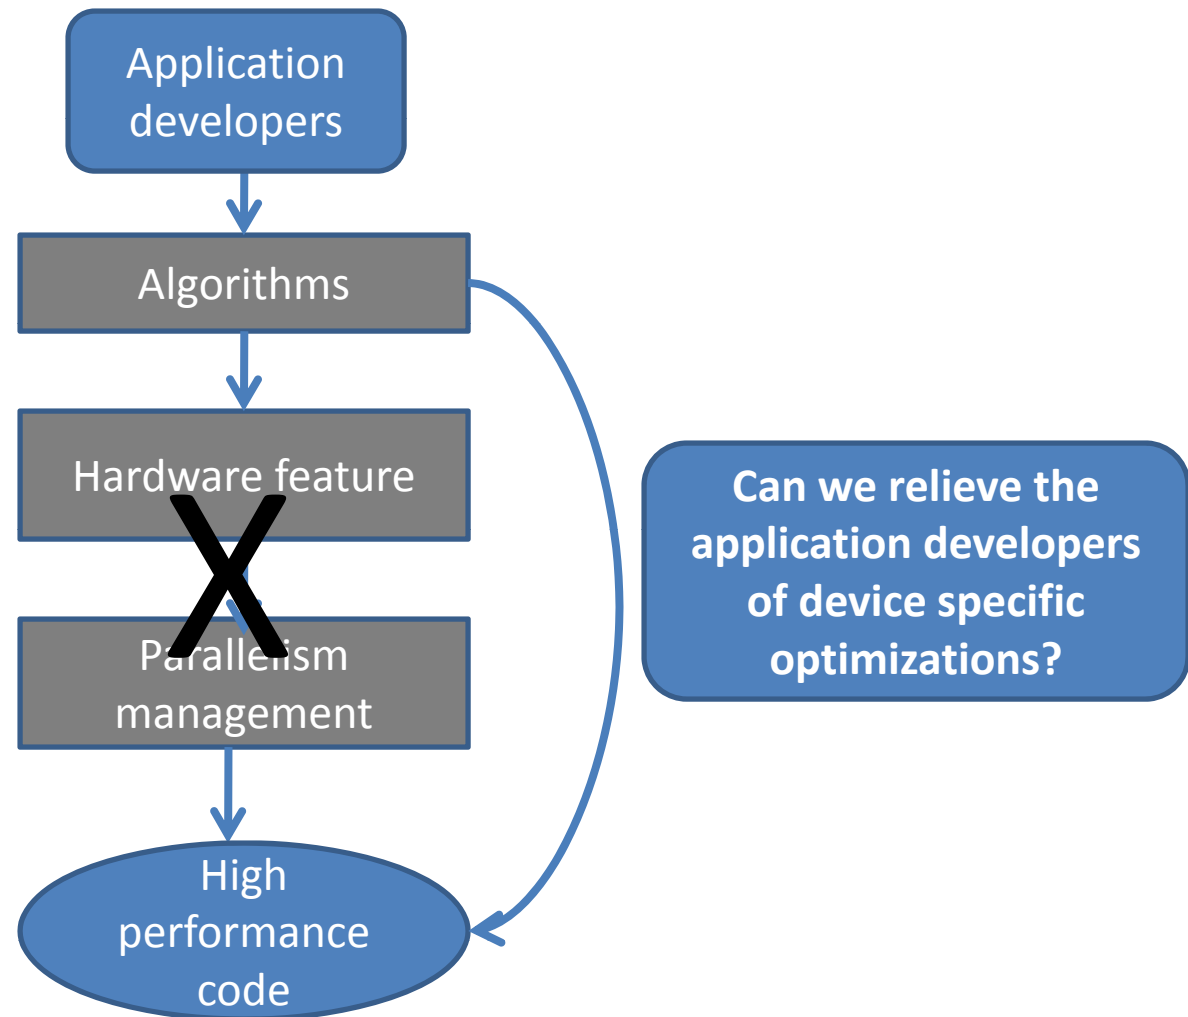 Application
developers
Algorithms
Hardware feature
X
Parallelism
management
High
performance
code
Can we relieve the
application developers
of device specific
optimizations?